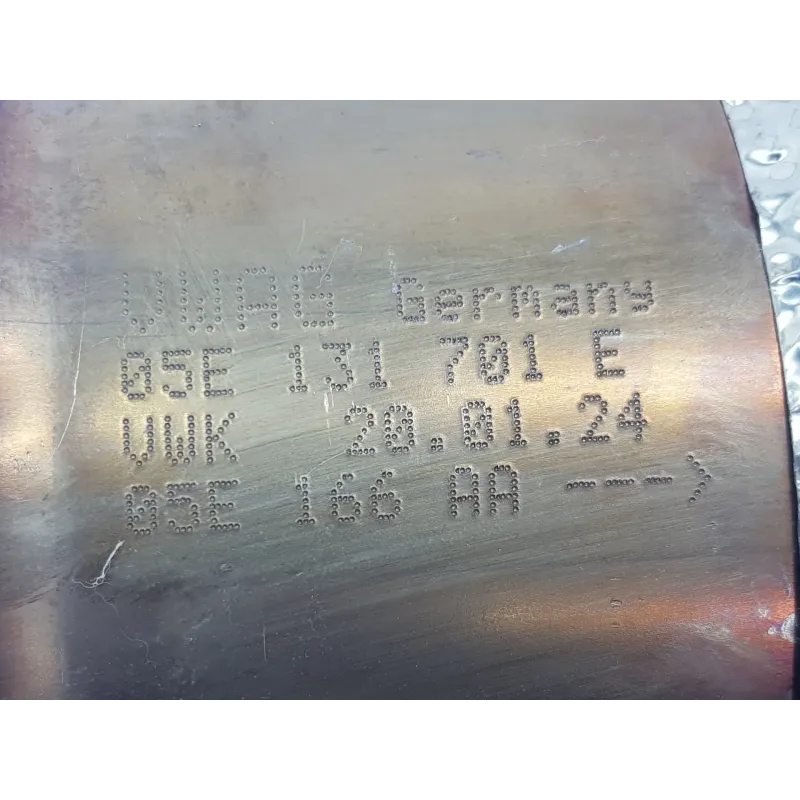 VWAG Germany
05E 131 701 E
VWK 20.01.24
05E 166 AA --->